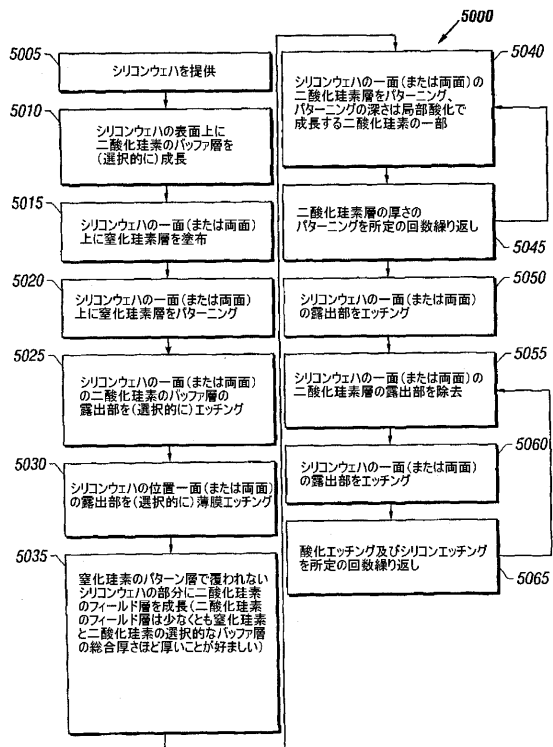 5000
5005
シリコンウェハを提供
5010
シリコンウェハの表面上に
二酸化珪素のバッファ層を
(選択的に)成長
5015
シリコンウェハの一面(または両面)
上に窒化珪素層を塗布
5020
シリコンウェハの一面(または両面)
上に窒化珪素層をパターニング
5025
シリコンウェハの一面(または両面)
の二酸化珪素のバッファ層の
露出部を(選択的に)エッチング
5030
シリコンウェハの位置一面(または両面)
の露出部を(選択的に)薄膜エッチング
5035
窒化珪素のパターン層で覆われない
シリコンウェハの部分に二酸化珪素
のフィールド層を成長(二酸化珪素
のフィールド層は少なくとも窒化珪素
と二酸化珪素の選択的なバッファ層
の総合厚さほど厚いことが好ましい)
5040
シリコンウェハの一面(または両面)の
二酸化珪素層をパターニング、
パターニングの深さは局部酸化で
成長する二酸化珪素の一部
二酸化珪素層の厚さの
パターニングを所定の回数繰り返し
5045
5050
シリコンウェハの一面(または両面)
の露出部をエッチング
5055
シリコンウェハの一面(または両面)の
二酸化珪素層の露出部を除去
5060
シリコンウェハの一面(または両面)
の露出部をエッチング
酸化エッチング及びシリコンエッチング
を所定の回数繰り返し
5065